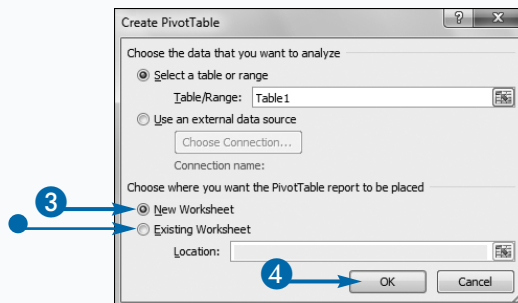 Create PivotTable
?
X
Choose the data that you want to analyze
Select a table or range
Table/Range: Table1
Use an external data source
Choose Connection...
Connection name:
Choose where you want the PivotTable report to be placed
3 New Worksheet
Existing Worksheet
Location:
4 OK Cancel